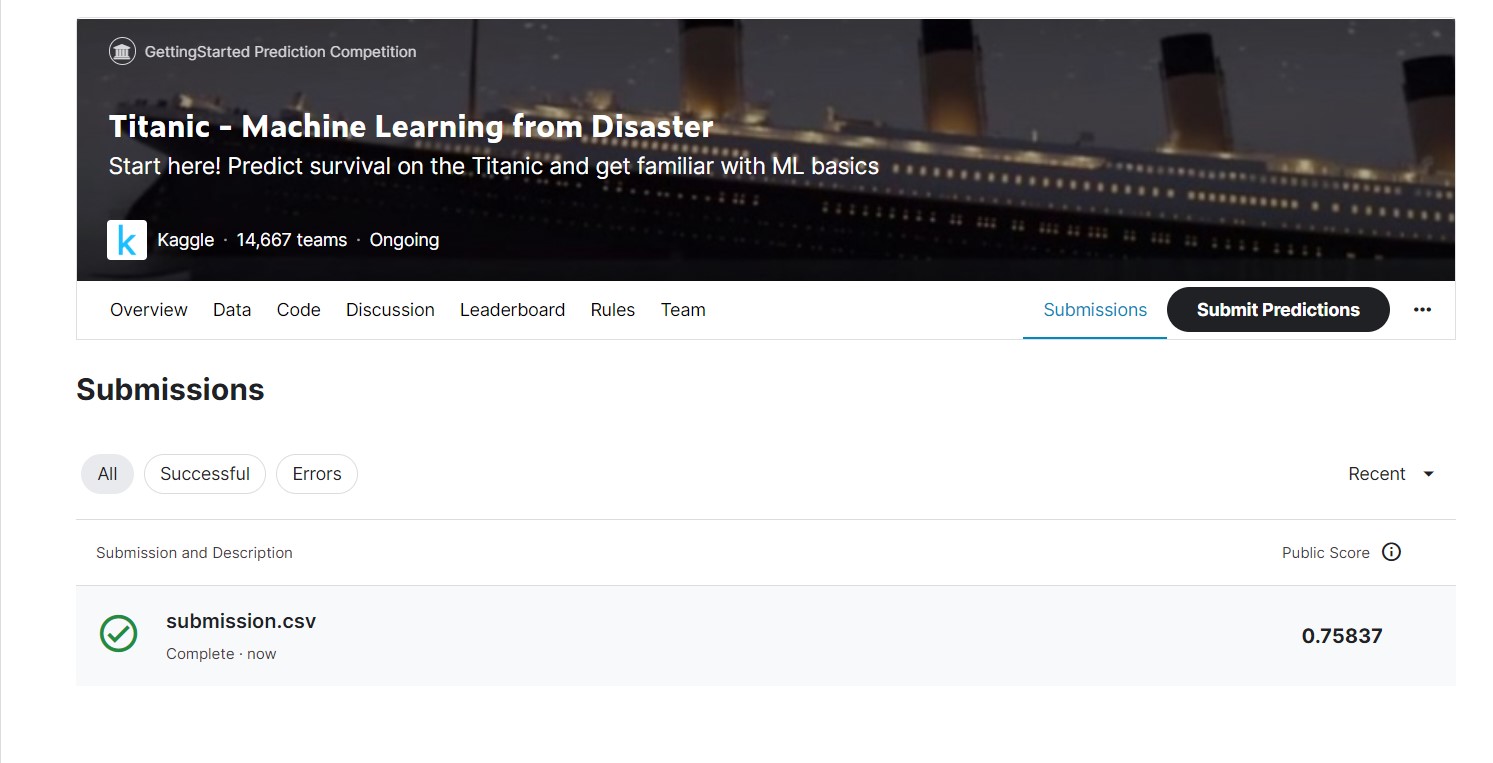 GettingStarted Prediction Competition
Titanic - Machine Learning from Disaster
Start here! Predict survival on the Titanic and get familiar with ML basics
k Kaggle · 14,667 teams · Ongoing
Overview Data Code Discussion Leaderboard Rules Team Submissions Submit Predictions ...
Submissions
All Successful Errors Recent
Submission and Description Public Score
submission.csv
Complete · now
0.75837